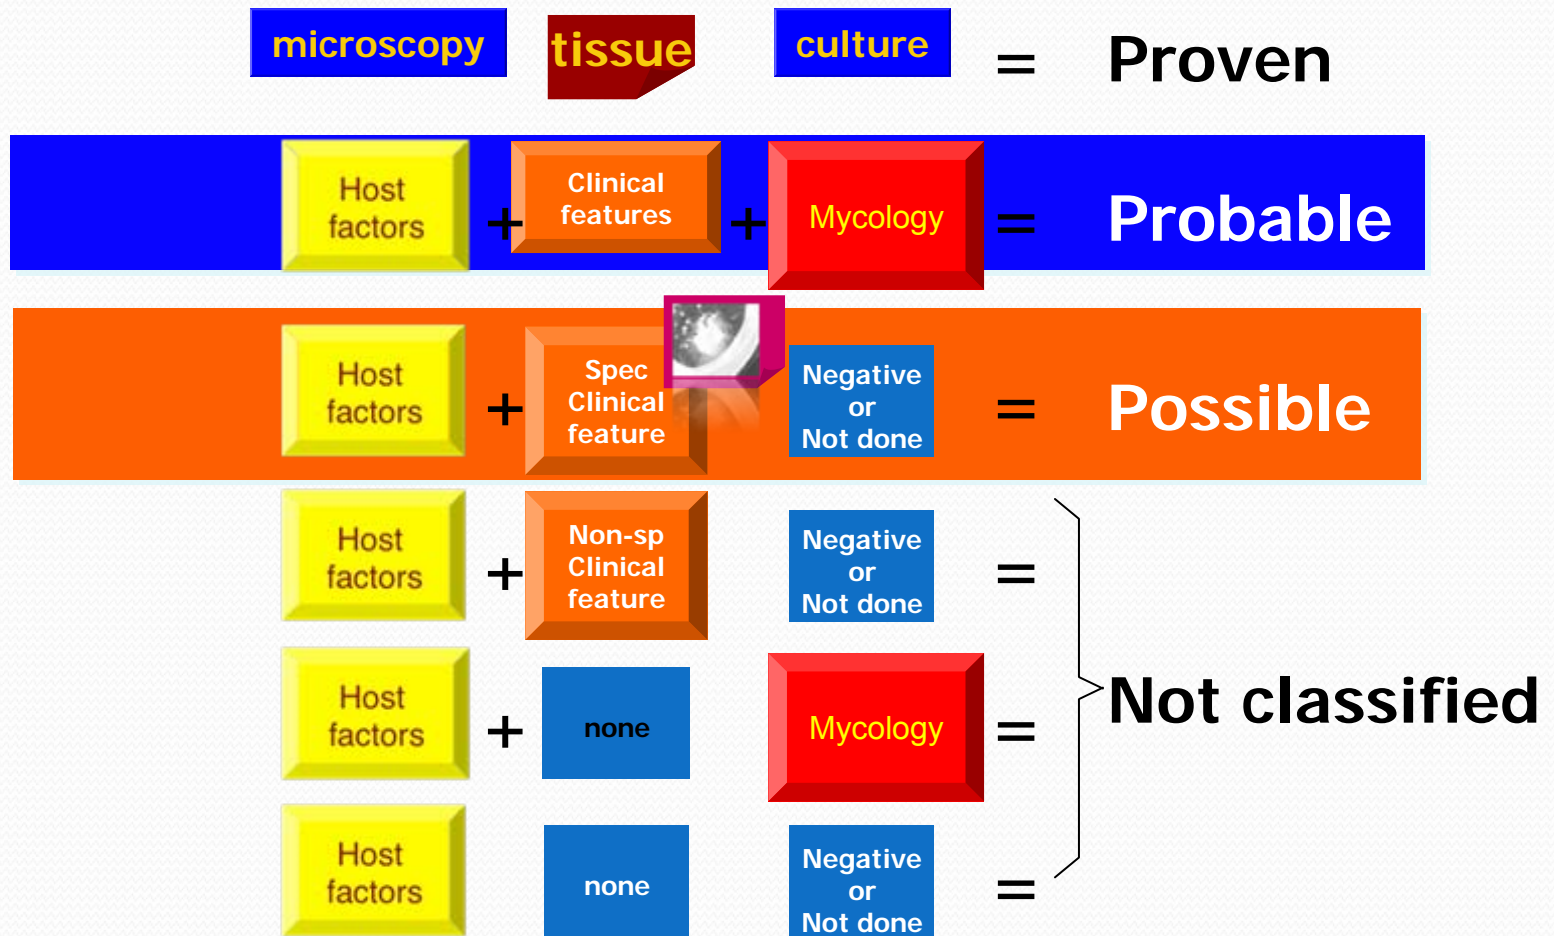 microscopy tissue culture = Proven
Host
factors
+
Clinical
features
+
Mycology
=
Probable
Host
factors
+
Spec
Clinical
feature
Negative
or
Not done
=
Possible
Host
factors
+
Non-sp
Clinical
feature
Negative
or
Not done
=
Host
factors
+
none
Mycology
=
Not classified
Host
factors
none
Negative
or
Not done
=